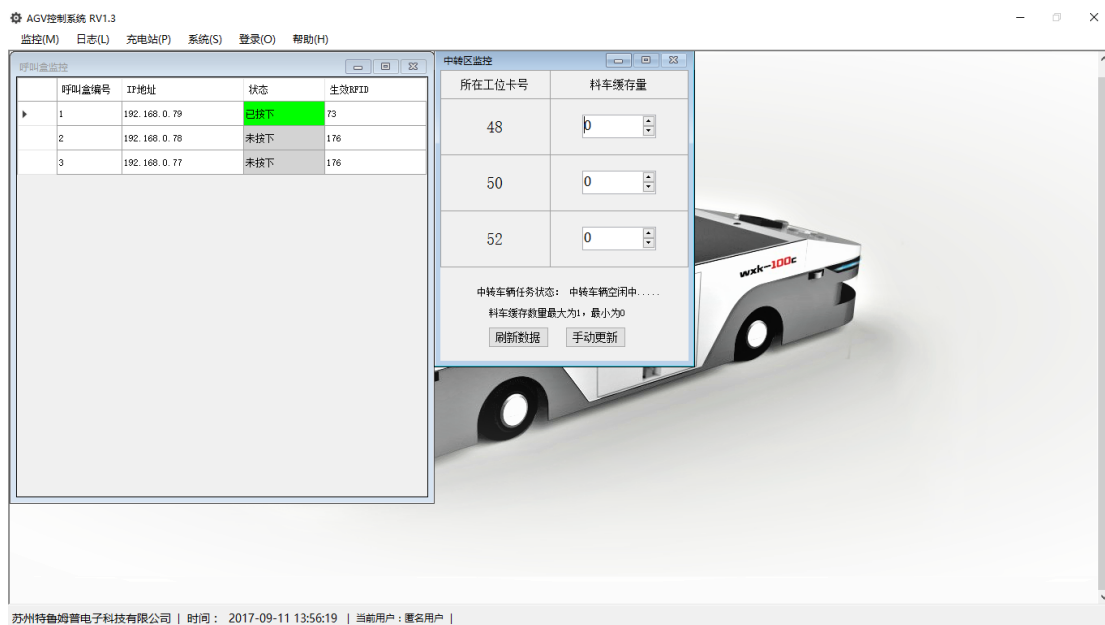 AGV控制系统 RV1.3
监控(M) 日志(L) 充电站(P) 系统(S) 登录(O) 帮助(H)
呼叫盒监控
呼叫盒编号 IP地址 状态 生效RFID
1 192.168.0.79 已按下 73
2 192.168.0.78 未按下 176
3 192.168.0.77 未按下 176
中转区监控
所在工位卡号 料车缓存量
48 0
50 0
52 0
中转车辆任务状态: 中转车辆空闲中.....
料车缓存数里最大为1，最小为0
刷新数据 手动更新
wxk-100c
苏州特鲁姆普电子科技有限公司 | 时间： 2017-09-11 13:56:19 | 当前用户：匿名用户 |